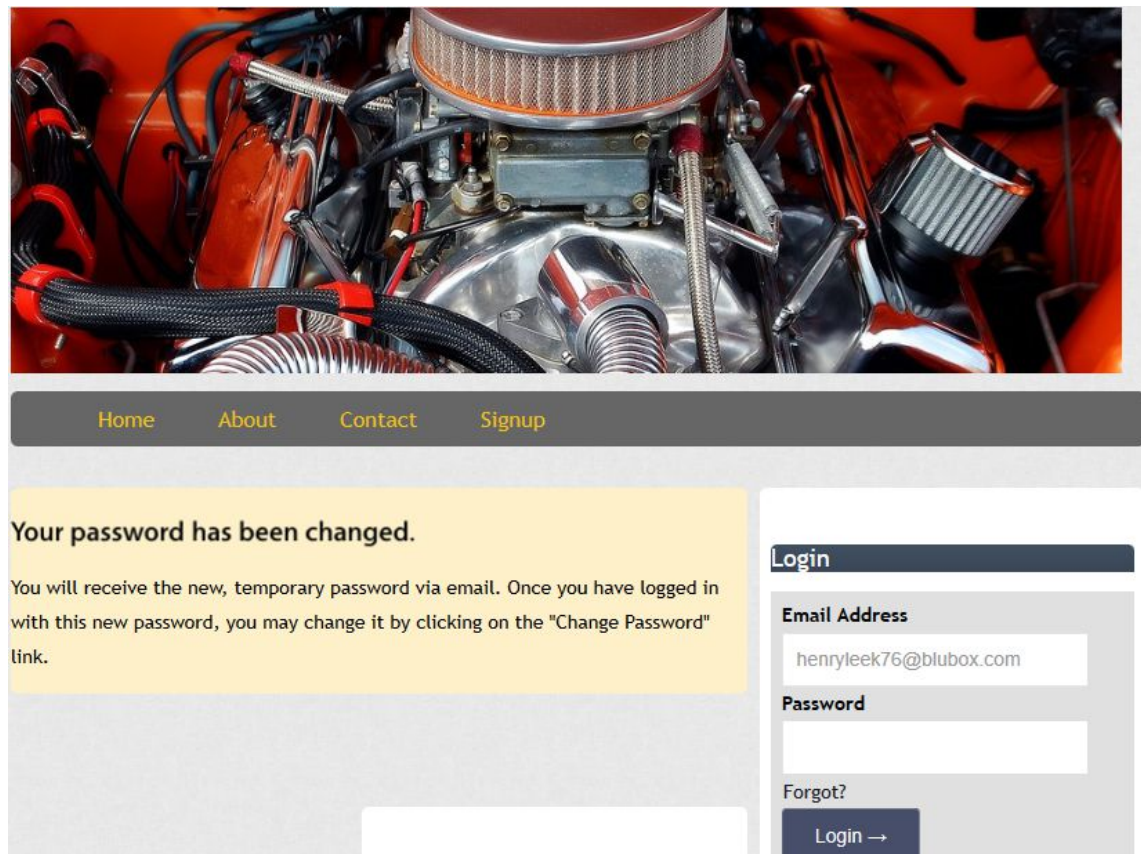 Home About Contact Signup
Your password has been changed.
You will receive the new, temporary password via email. Once you have logged in
with this new password, you may change it by clicking on the "Change Password"
link.
Login
Email Address
henryleek76@blubox.com
Password
Forgot?
Login →